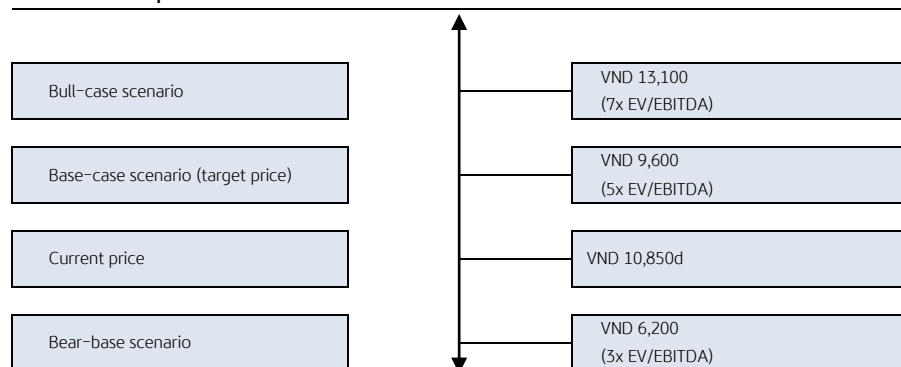 Bull-case scenario
VND 13,100
(7x EV/EBITDA)
Base-case scenario (target price)
VND 9,600
(5x EV/EBITDA)
Current price
VND 10,850d
Bear-base scenario
VND 6,200
(3x EV/EBITDA)